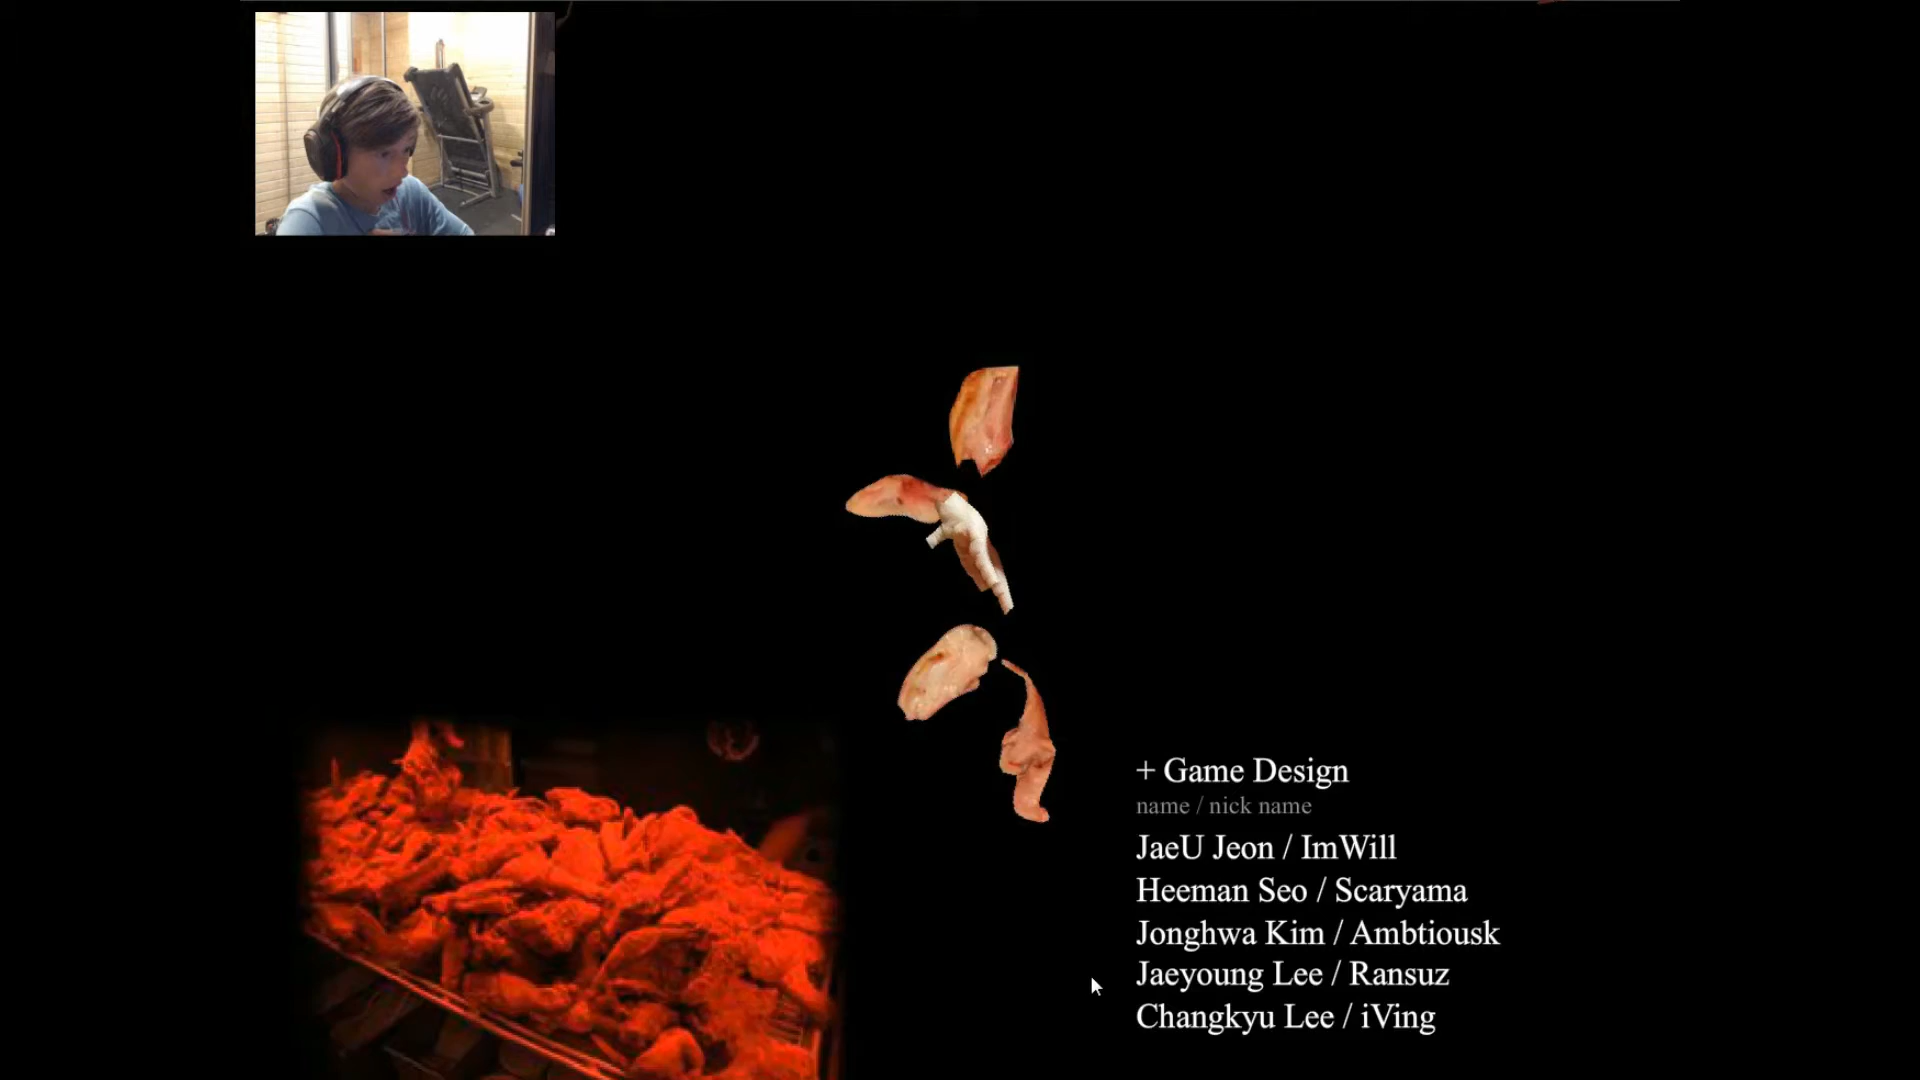 + Game Design
name / nick name
JaeU Jeon / ImWill
Heeman Seo / Scaryama
Jonghwa Kim / Ambtiousk
Jaeyoung Lee / Ransuz
Changkyu Lee / iVing